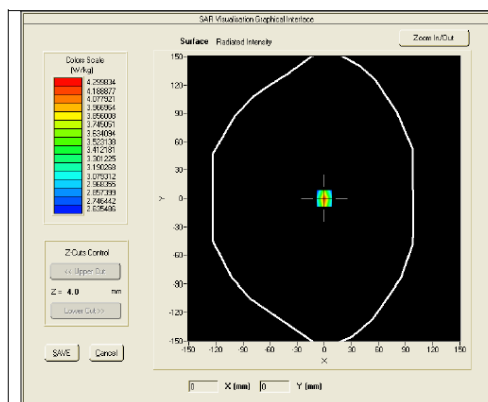 SAR Visualisation Graphical Interface
Surface Radiated Intensity
Zoom In/Out
Colors Scale
(W/kg)
4.299834
4.188877
4.077921
3.966964
3.856008
3.745051
3.634094
3.523138
3.412181
3.301225
3.190268
3.079312
2.968355
2.857399
2.746442
2.635486
150
120
90
60
30
Y
0
-30
-60
-90
-120
-150
-150 -120 -90 -60 -30 0 30 60 90 120 150
X
Z-Cuts Control
<< Upper Cut
Z = 4.0 mm
Lower Cut >>
SAVE Cancel
0 X (mm) 0 Y (mm)